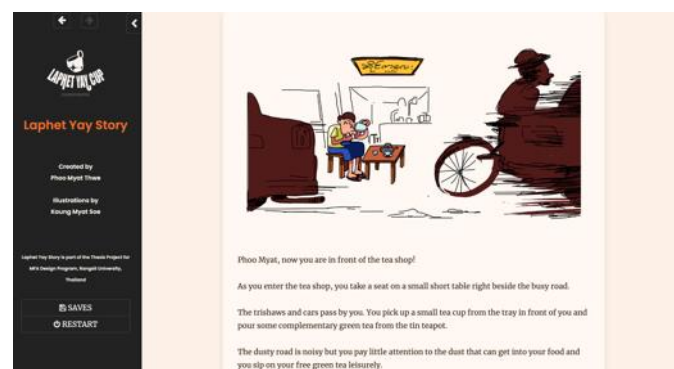 LAPHET YAY CUP
Laphet Yay Story
Created by
Phoo Myat Thwe
Illustrations by
Kaung Myat Soe
Laphet Yay Story is part of the Thesis Project for
MFA Design Program, Rangsit University,
Thailand
SAVES
RESTART
Phoo Myat, now you are in front of the tea shop!
As you enter the tea shop, you take a seat on a small short table right beside the busy road.
The trishaws and cars pass by you. You pick up a small tea cup from the tray in front of you and
pour some complementary green tea from the tin teapot.
The dusty road is noisy but you pay little attention to the dust that can get into your food and
you sip on your free green tea leisurely.